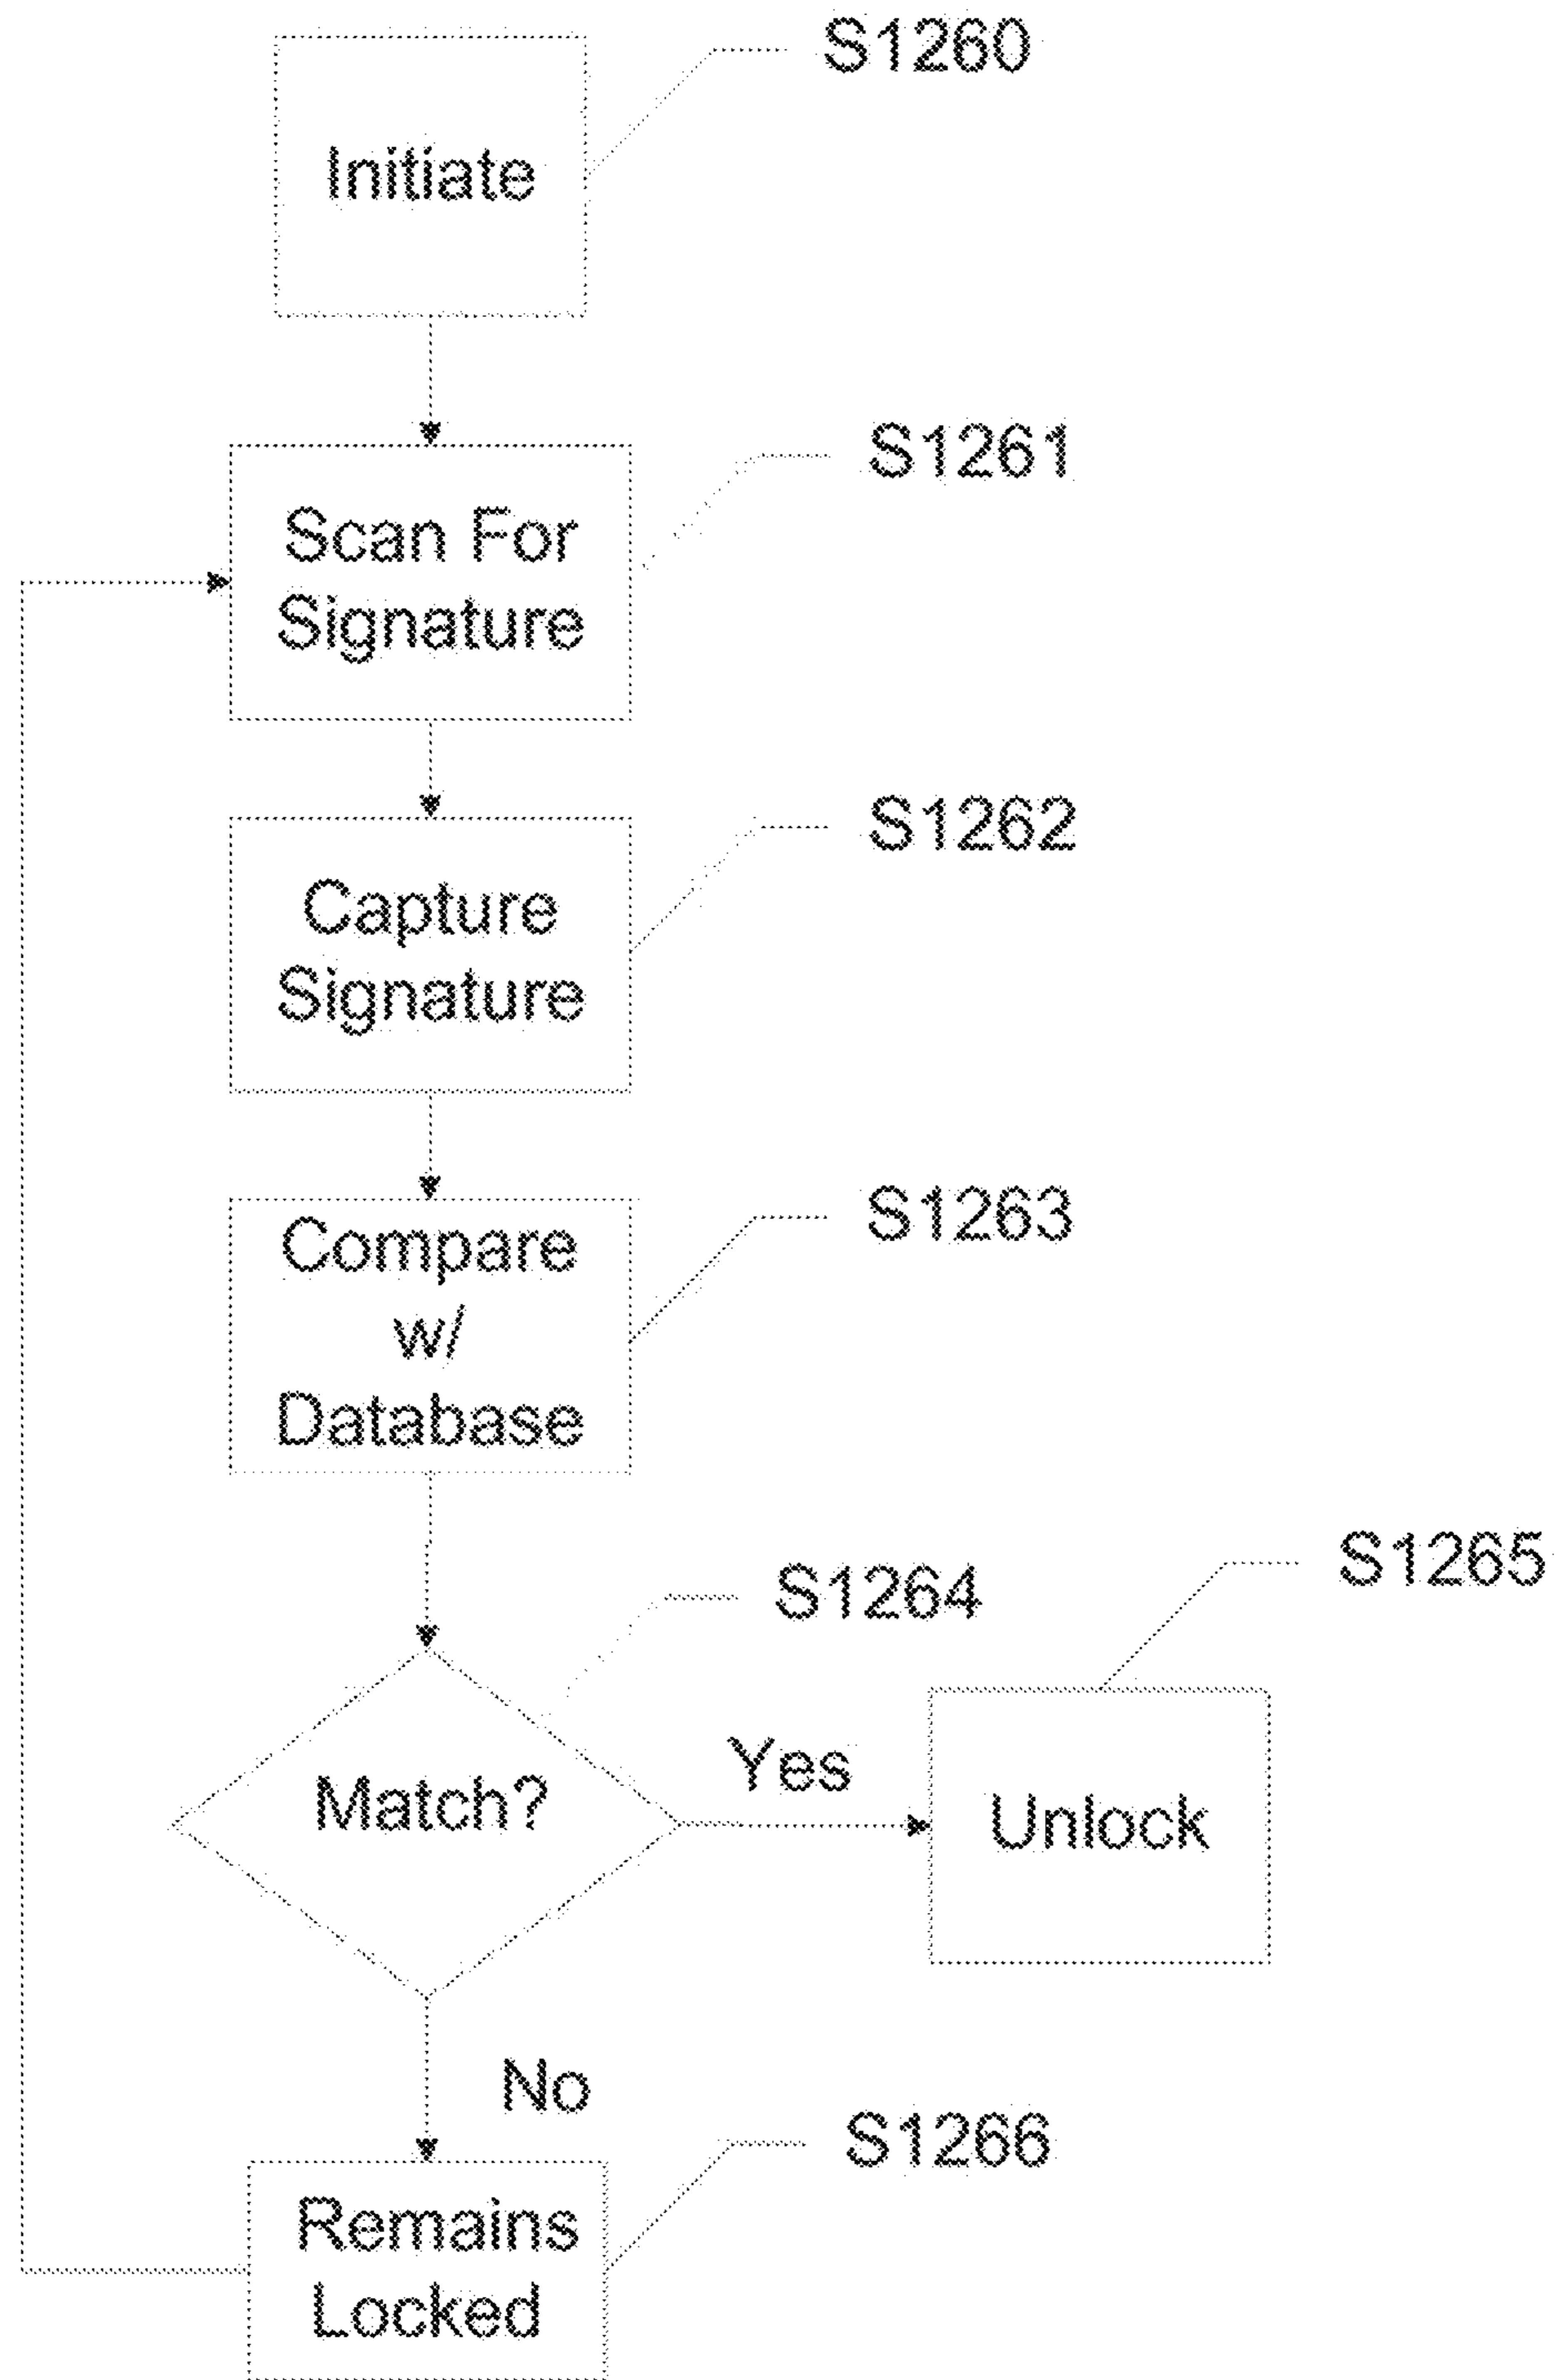 S1260
Initiate
S1261
Scan For
Signature
S1262
Capture
Signature
S1263
Compare
w/
Database
S1264
S1265
Match?
Yes
Unlock
No
S1266
Remains
Locked